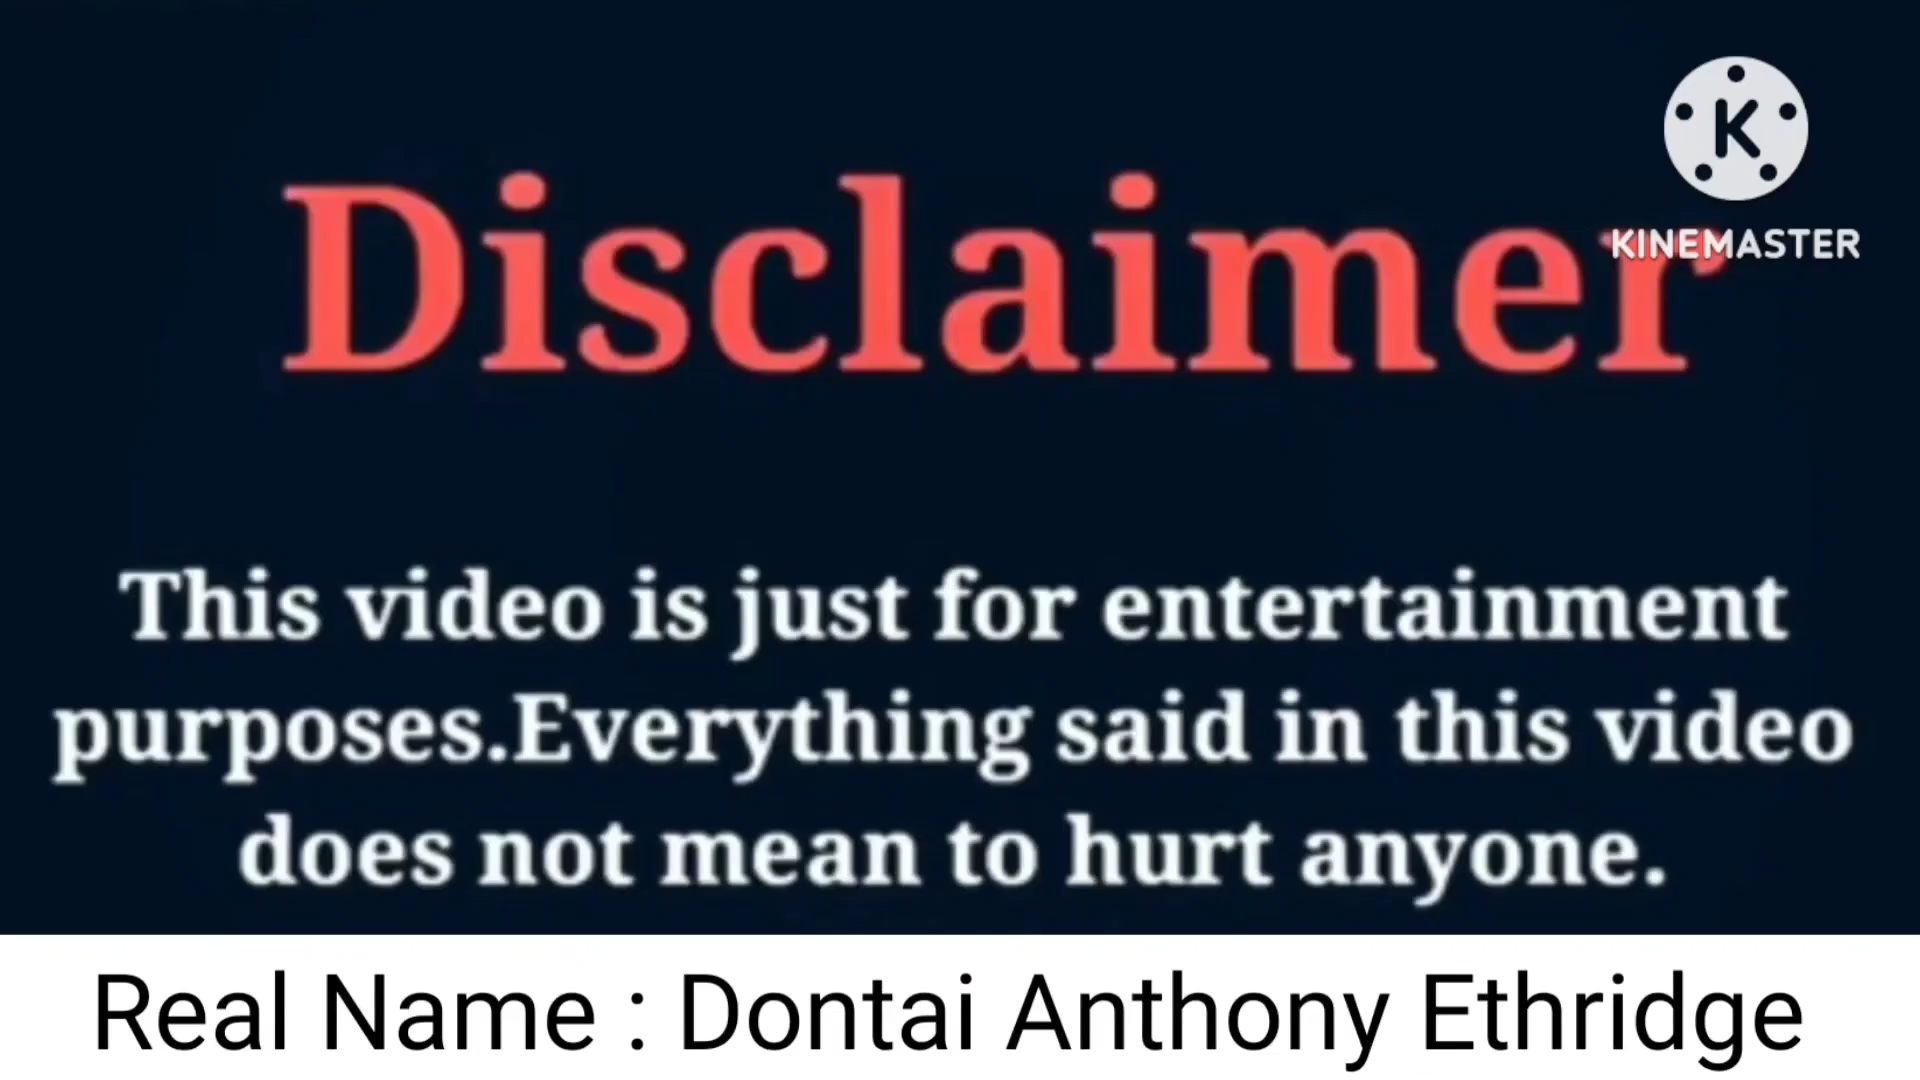 K
KINEMASTER
Disclaimer
This video is just for entertainment
purposes.Everything said in this video
does not mean to hurt anyone.
Real Name : Dontai Anthony Ethridge